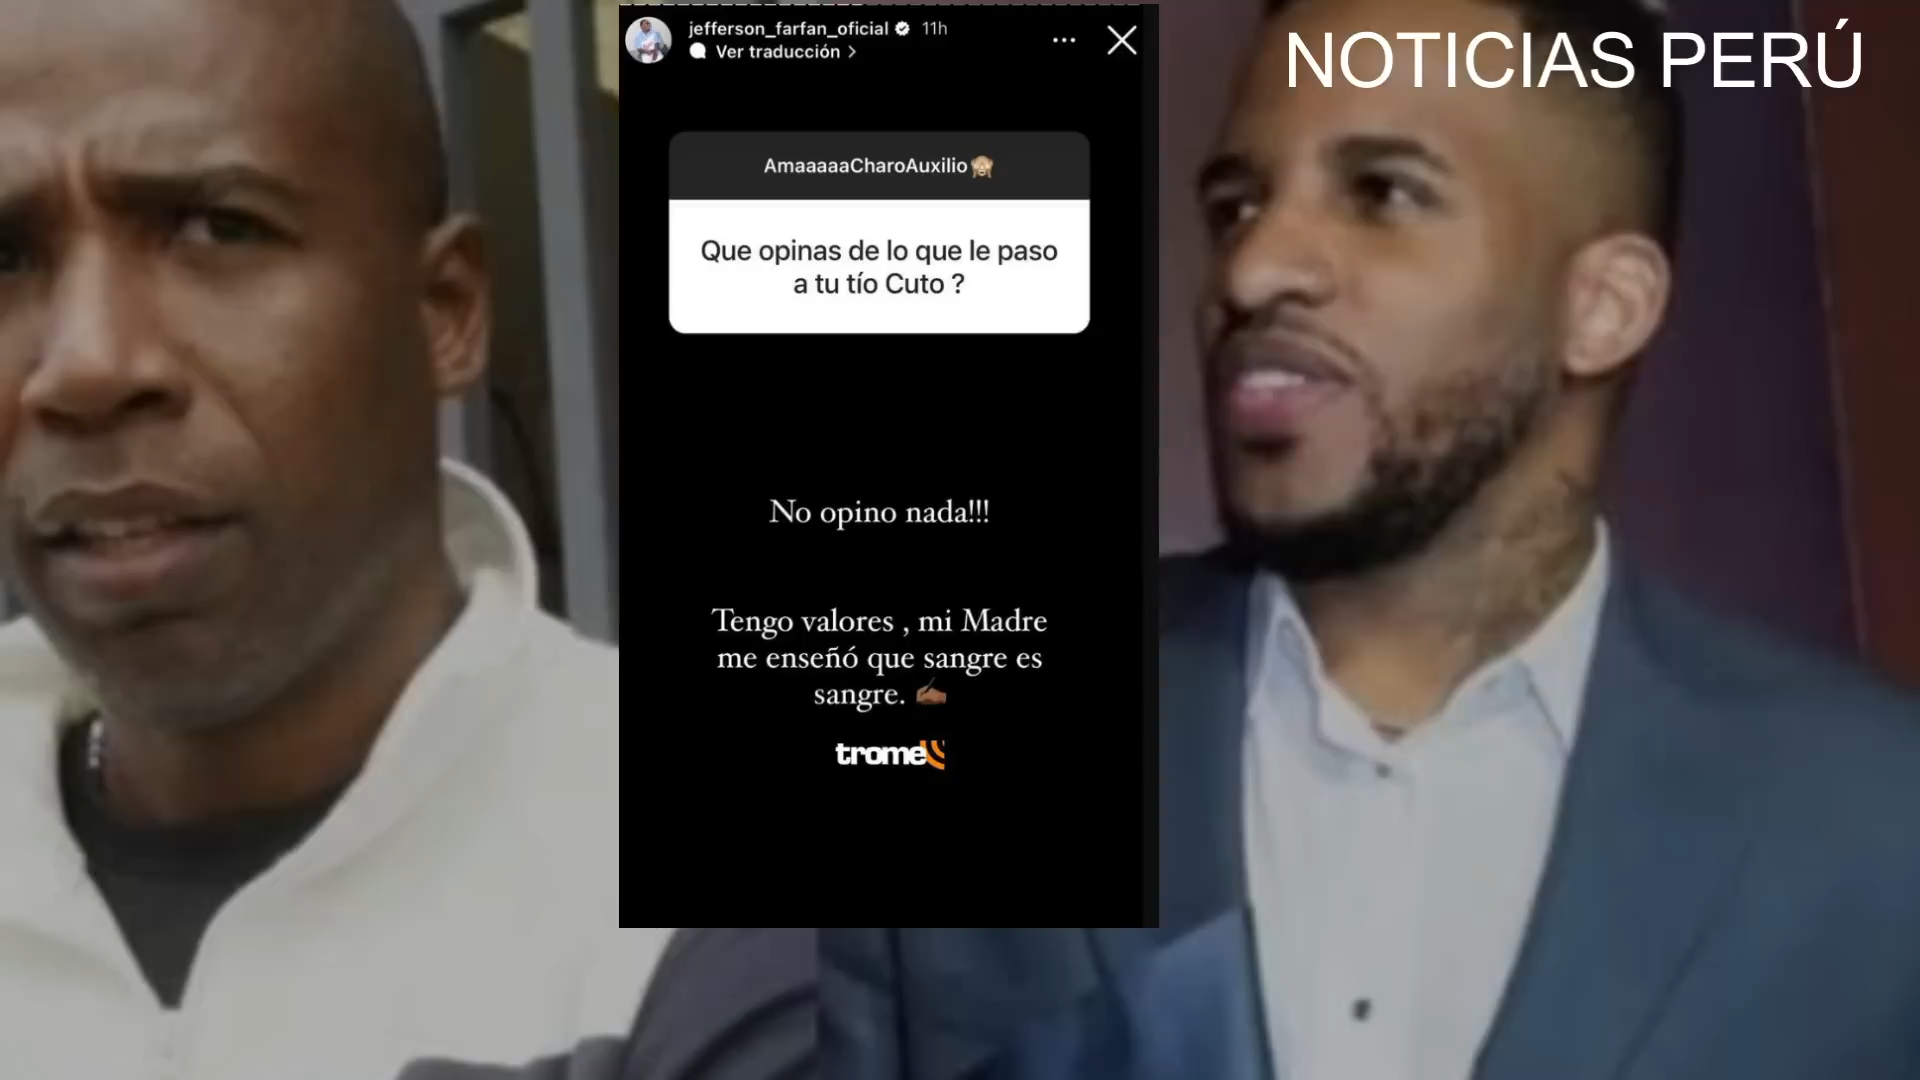 jefferson_farfan_oficial 11h
Ver traducción
NOTICIAS PERÚ
AmaaaaaCharoAuxilio🙈
Que opinas de lo que le paso
a tu tío Cuto ?
No opino nada!!!
Tengo valores , mi Madre
me enseñó que sangre es
sangre. ✍🏾
trome